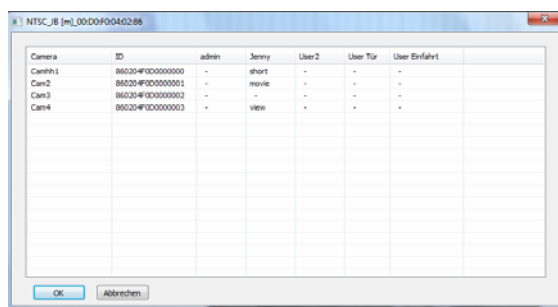 NTSC_JB [m]_00:D0:F0:04:02:86
Camera ID admin Jenny User2 User Tür User Einfahrt
Camhh1 860204F0D0000000 - short - - -
Cam2 860204F0D0000001 - movie - - -
Cam3 860204F0D0000002 - - - - -
Cam4 860204F0D0000003 - view - - -
OK Abbrechen